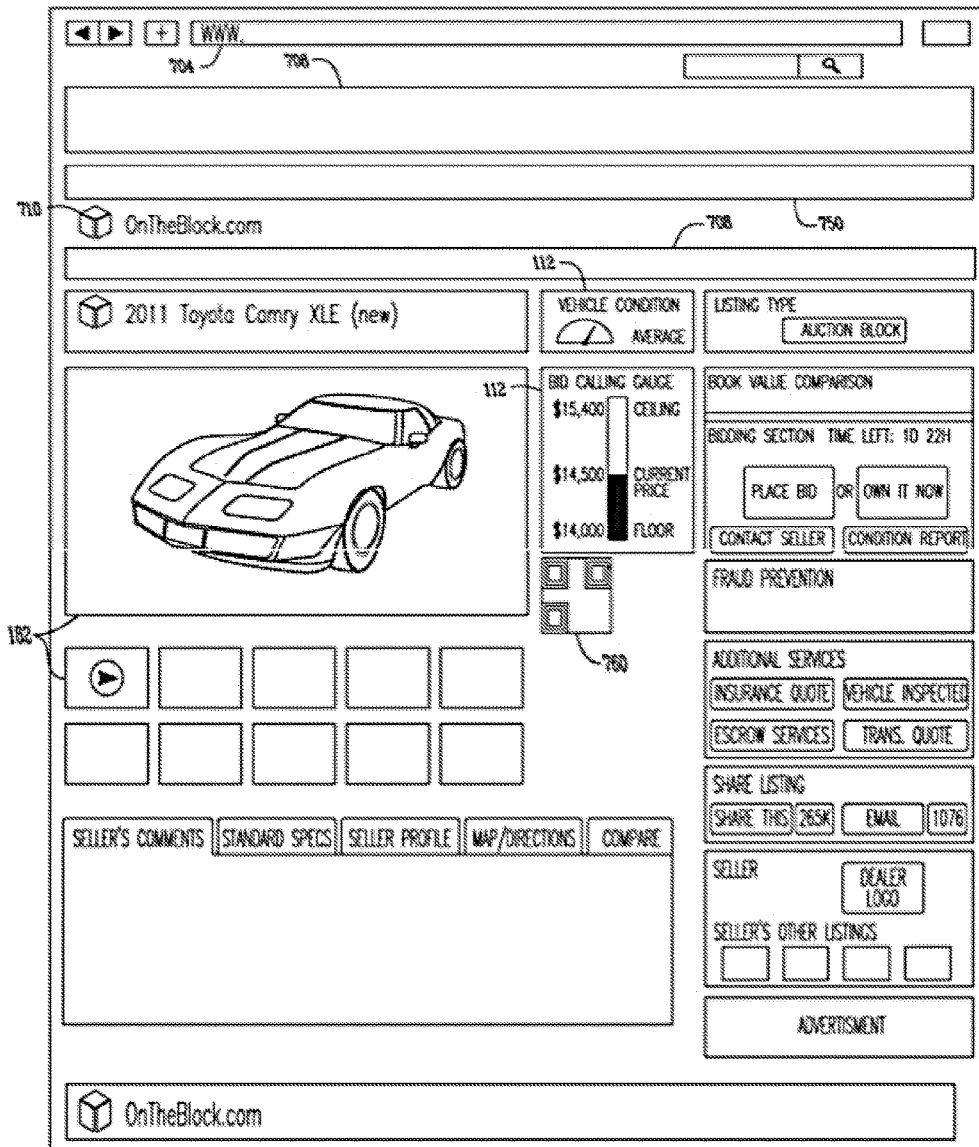 WWW.
704
706
710
OnTheBlock.com
708
750
112
2011 Toyota Camry XLE (new)
VEHICLE CONDITION
AVERAGE
LISTING TYPE
AUCTION BLOCK
112
BID CALLING GAUGE
$15,400 CEILING
$14,500 CURRENT
PRICE
$14,000 FLOOR
BOOK VALUE COMPARISON
BIDDING SECTION TIME LEFT: 1D 22H
PLACE BID OR OWN IT NOW
CONTACT SELLER CONDITION REPORT
FRAUD PREVENTION
182
760
ADDITIONAL SERVICES
INSURANCE QUOTE VEHICLE INSPECTED
ESCROW SERVICES TRANS. QUOTE
SHARE LISTING
SHARE THIS 265K EMAIL 1076
SELLER'S COMMENTS STANDARD SPECS SELLER PROFILE MAP/DIRECTIONS COMPARE
SELLER
DEALER
LOGO
SELLER'S OTHER LISTINGS
ADVERTISMENT
OnTheBlock.com